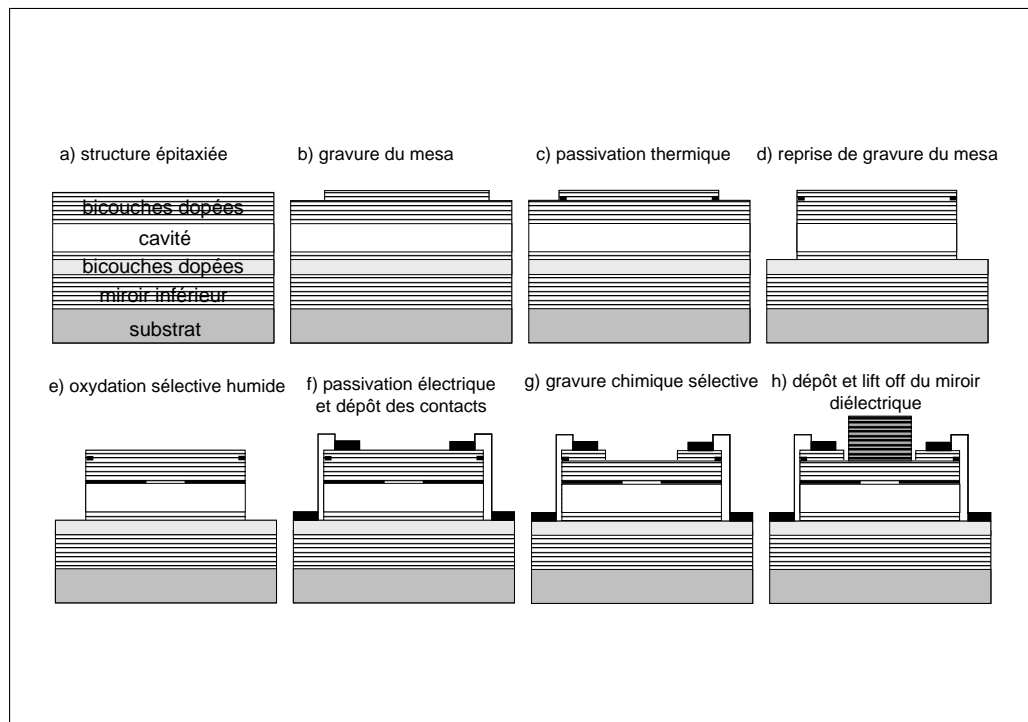 a) structure épitaxiée
b) gravure du mesa
c) passivation thermique
d) reprise de gravure du mesa
bicouches dopées
cavité
bicouches dopées
miroir inférieur
substrat
e) oxydation sélective humide
f) passivation électrique
et dépôt des contacts
g) gravure chimique sélective
h) dépôt et lift off du miroir
diélectrique